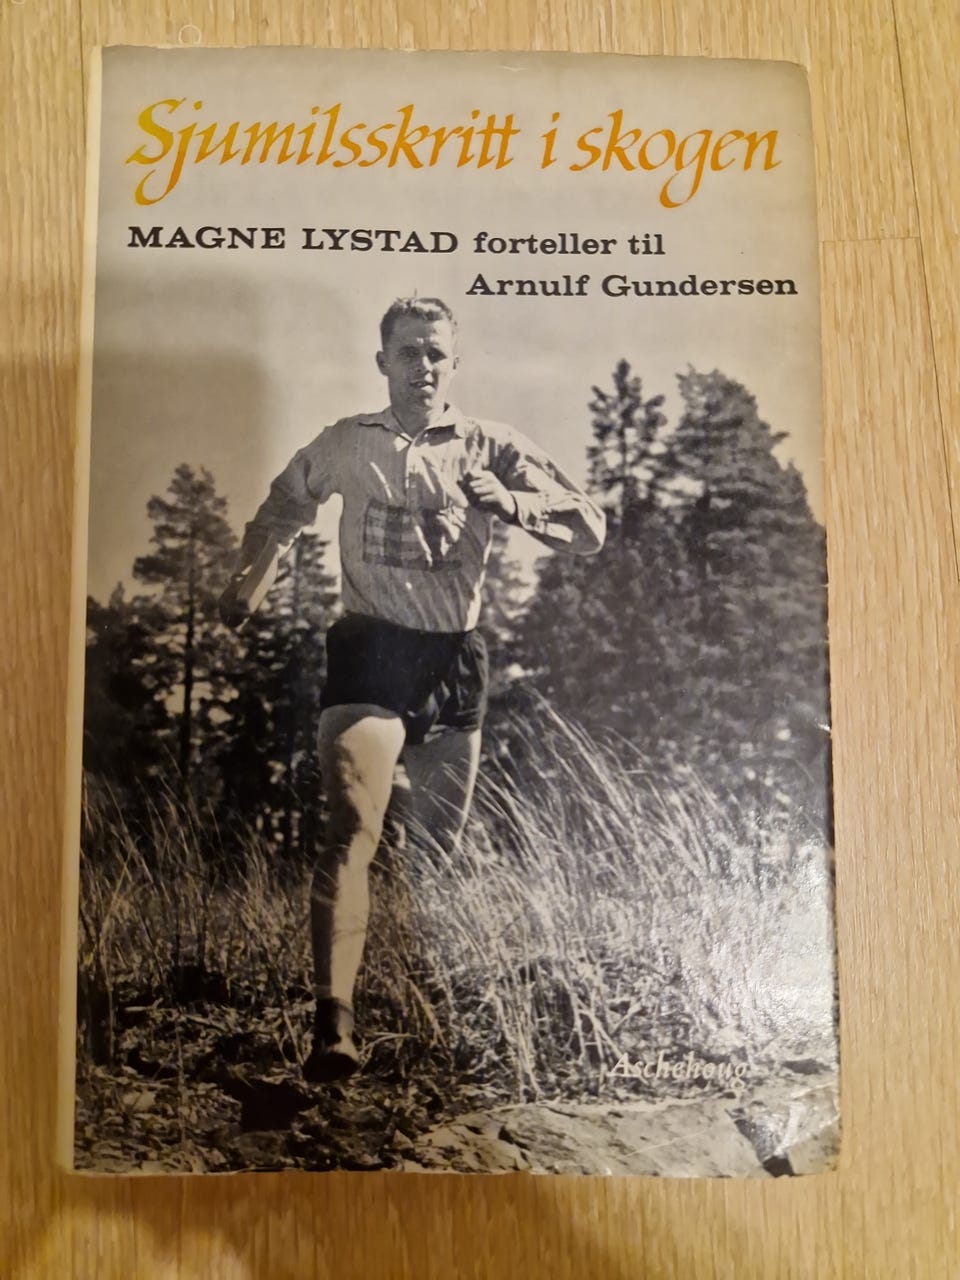 Sjumilsskritt i skogen
MAGNE LYSTAD forteller til
Arnulf Gundersen
Aschehoug